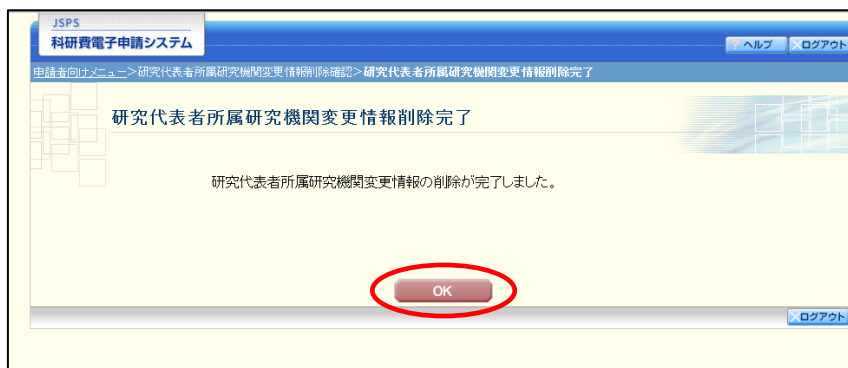 JSPS
科研費電子申請システム
? ヘルプ ×ログアウト
申請者向けメニュー>研究代表者所属研究機関変更情報削除確認>研究代表者所属研究機関変更情報削除完了
研究代表者所属研究機関変更情報削除完了
研究代表者所属研究機関変更情報の削除が完了しました。
OK
×ログアウト